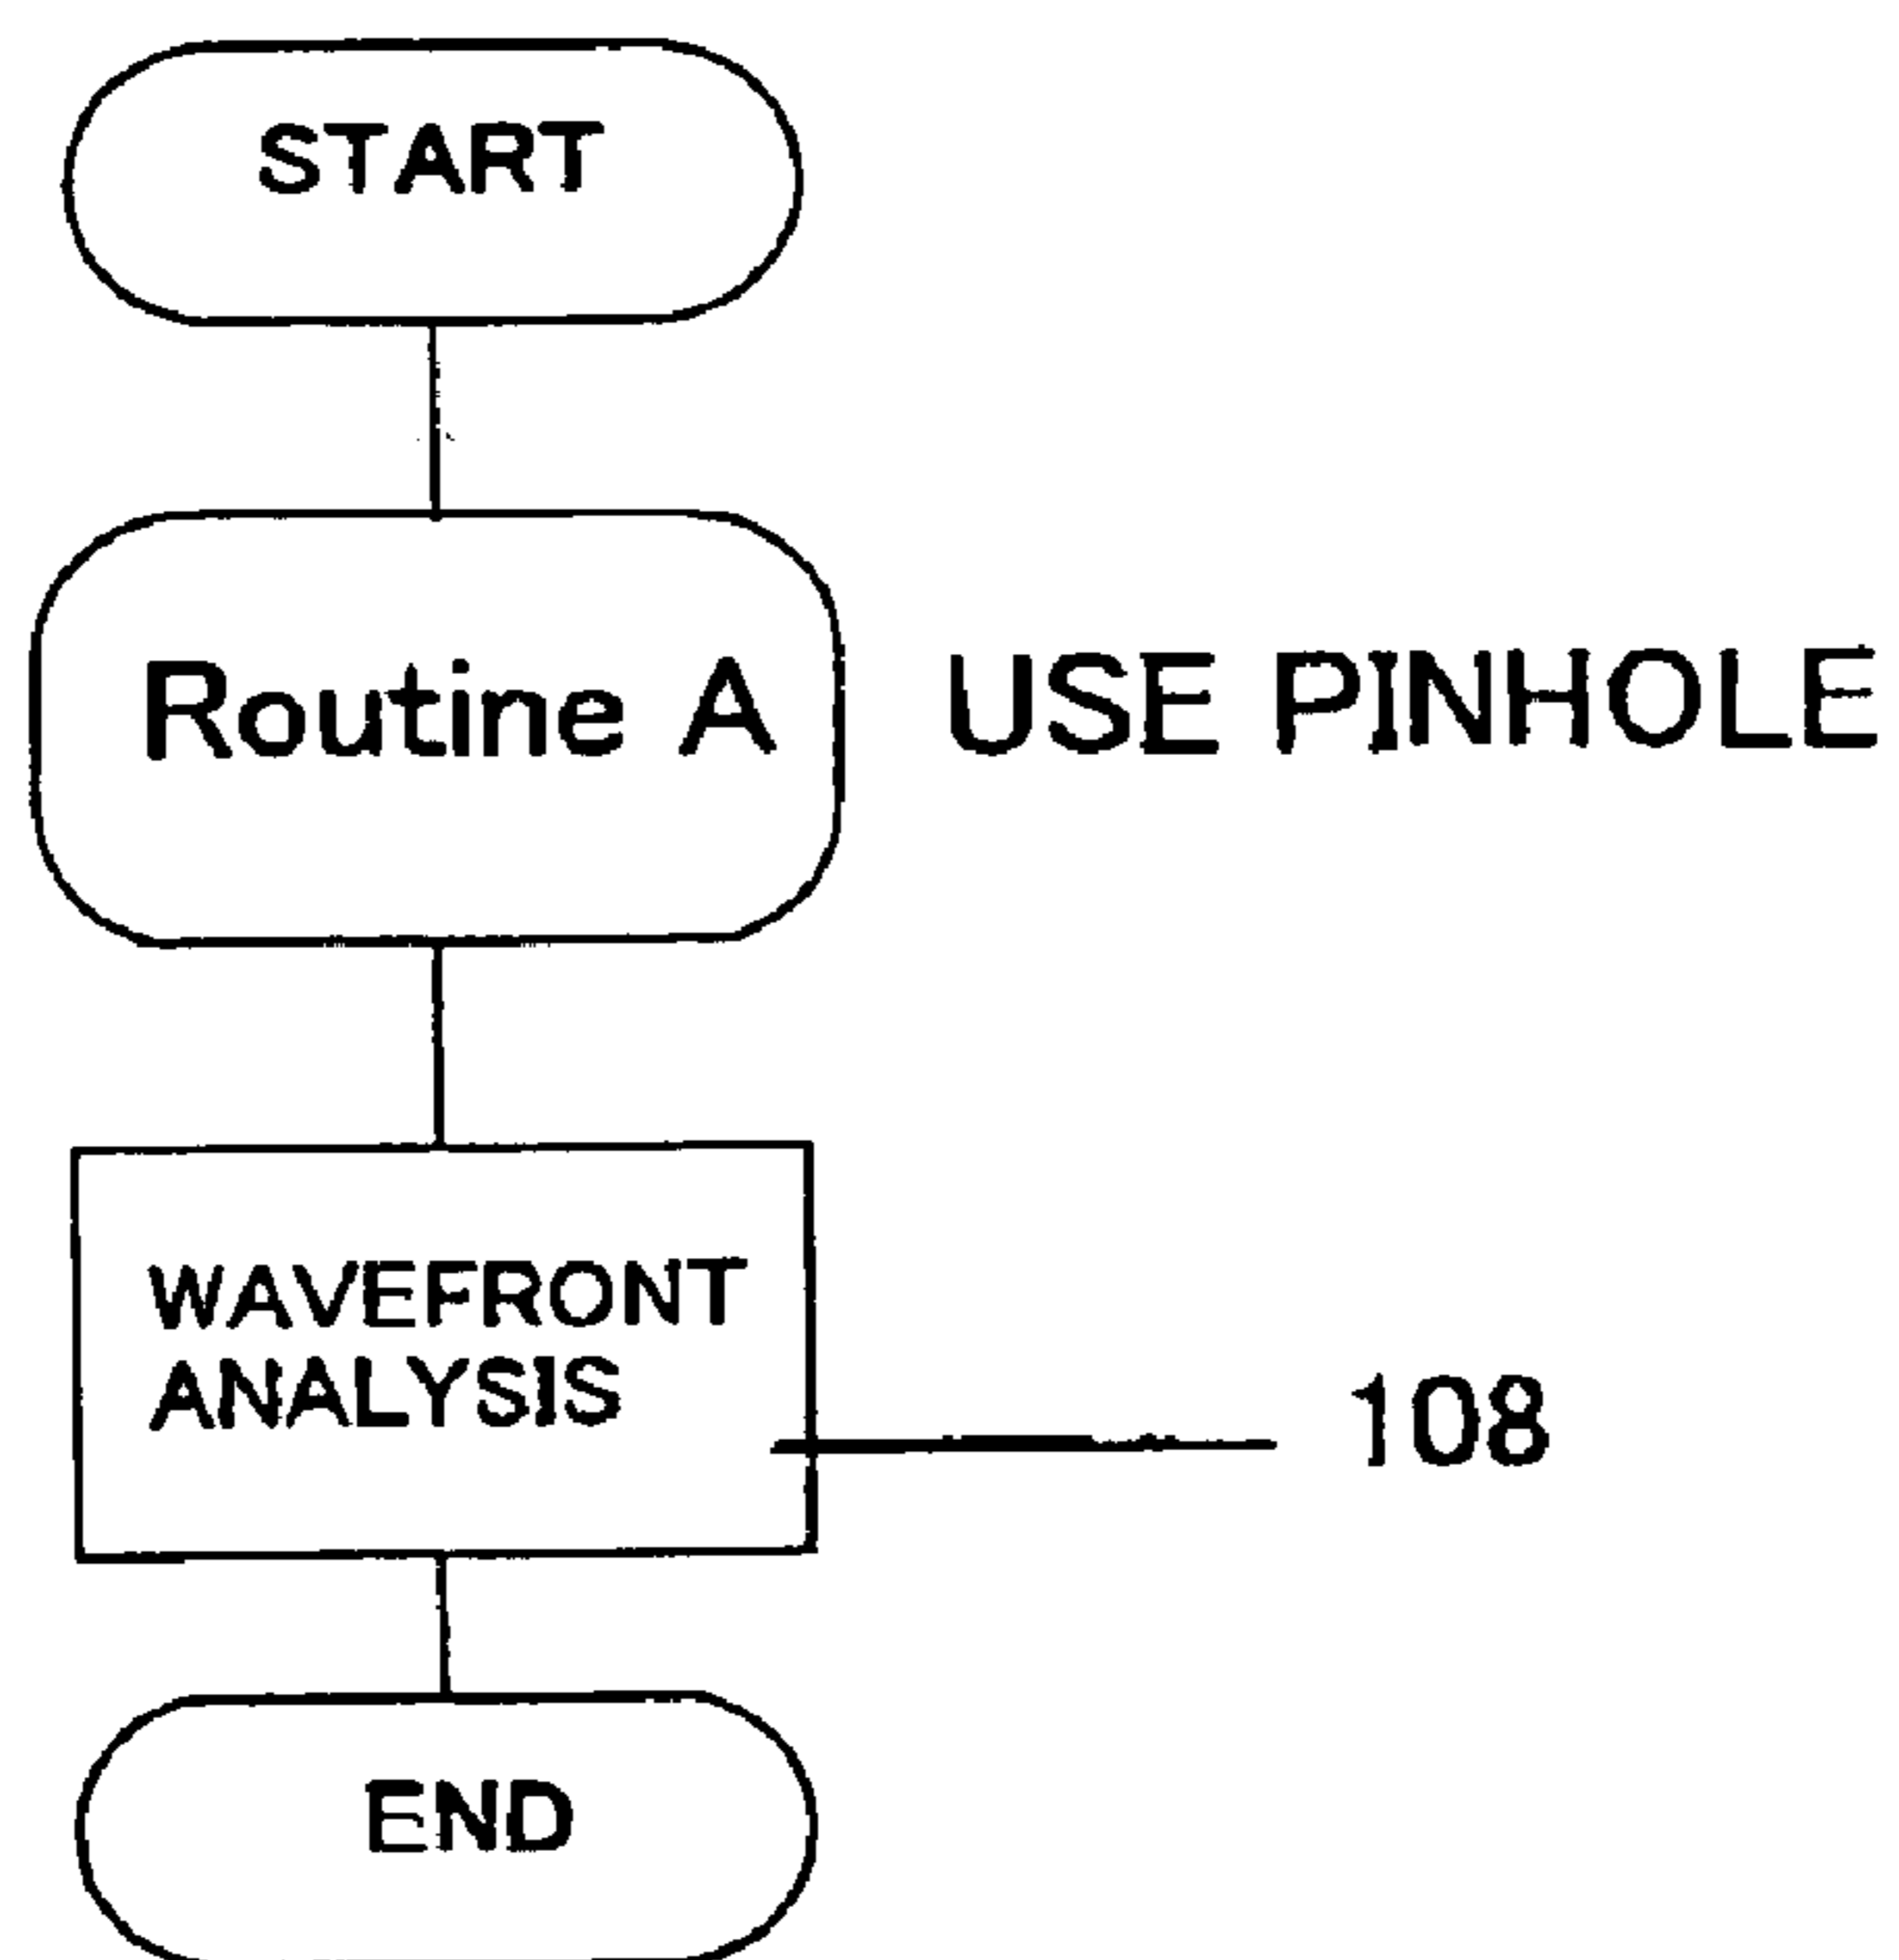 START
Routine A USE PINHOLE
WAVEFRONT
ANALYSIS
108
END